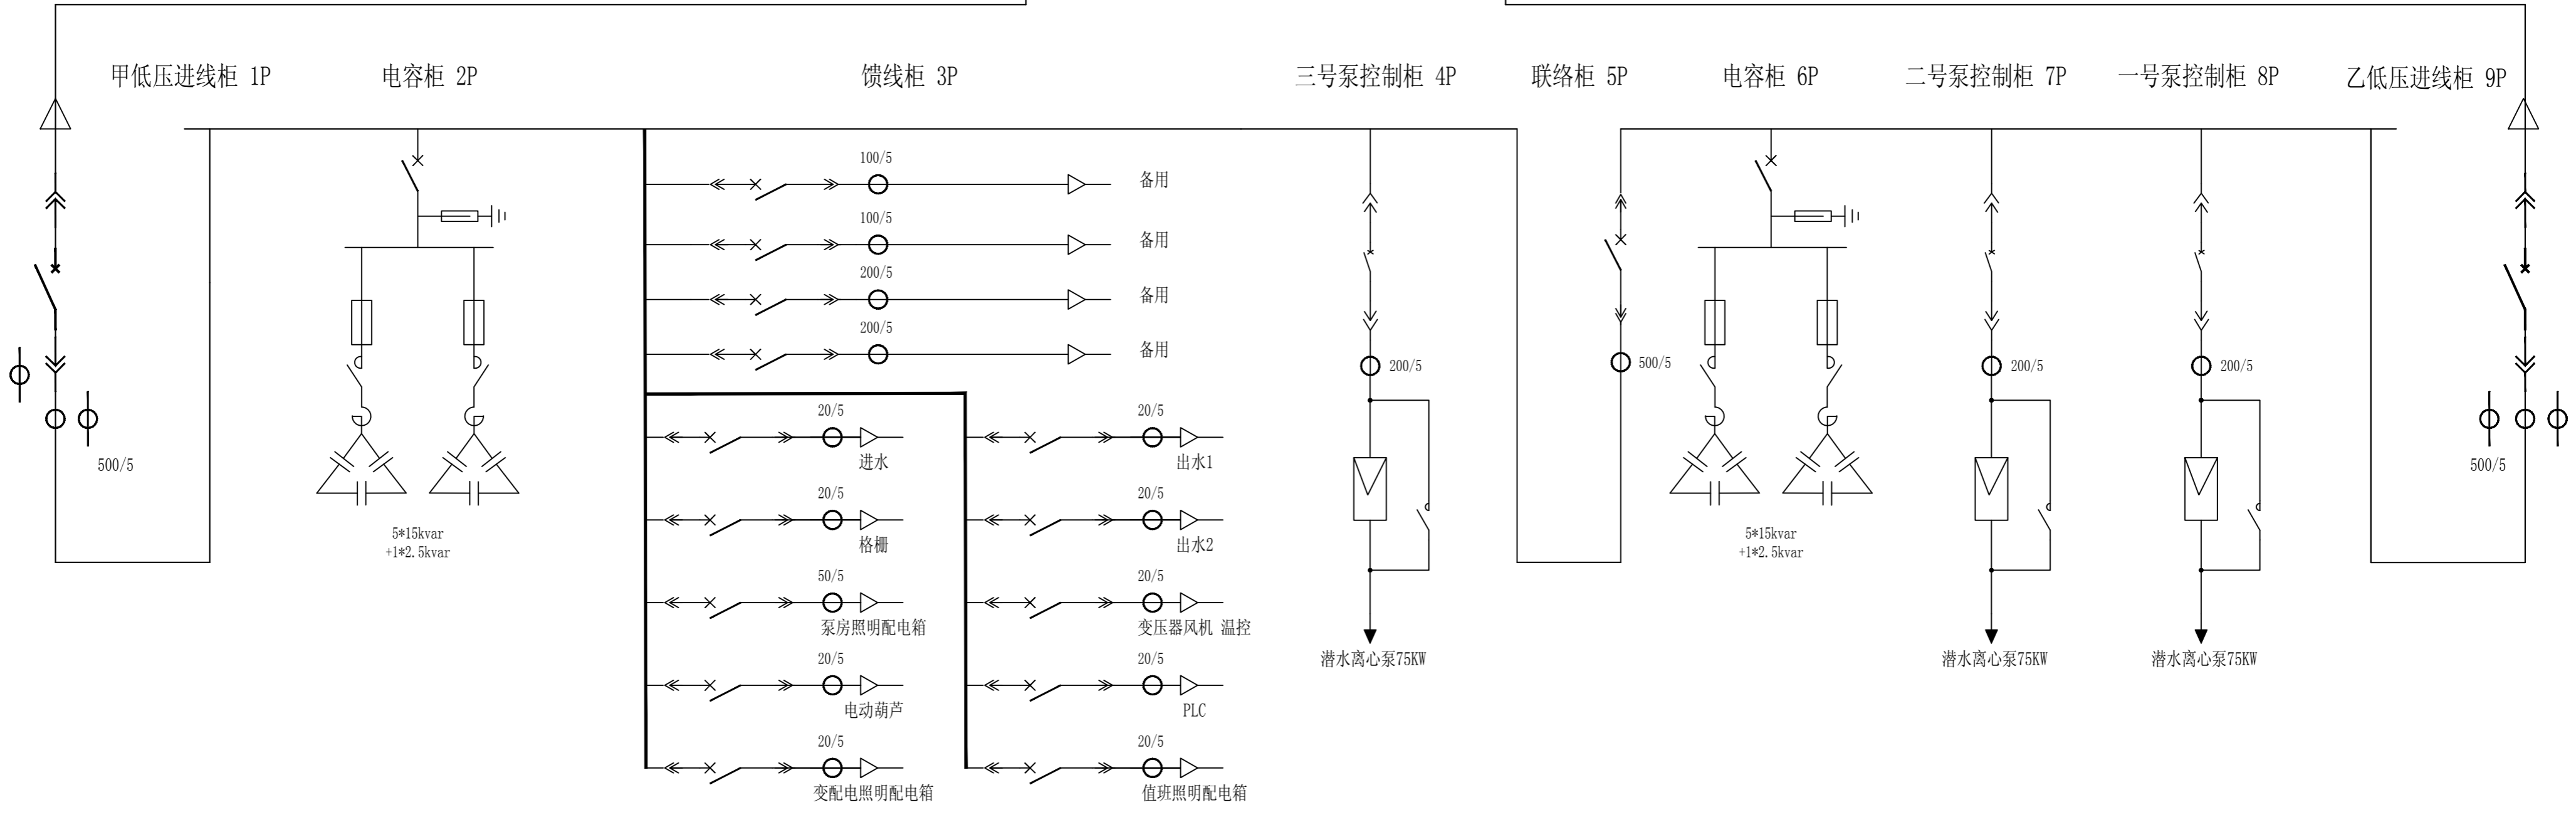 甲低压进线柜 1P
电容柜 2P
馈线柜 3P
三号泵控制柜 4P
联络柜 5P
电容柜 6P
二号泵控制柜 7P
一号泵控制柜 8P
乙低压进线柜 9P
500/5
5*15kvar
+1*2.5kvar
100/5
备用
100/5
备用
200/5
备用
200/5
备用
20/5
进水
20/5
格栅
50/5
泵房照明配电箱
20/5
电动葫芦
20/5
变配电照明配电箱
20/5
出水1
20/5
出水2
20/5
变压器风机 温控
20/5
PLC
20/5
值班照明配电箱
200/5
潜水离心泵75KW
500/5
5*15kvar
+1*2.5kvar
200/5
潜水离心泵75KW
200/5
潜水离心泵75KW
500/5